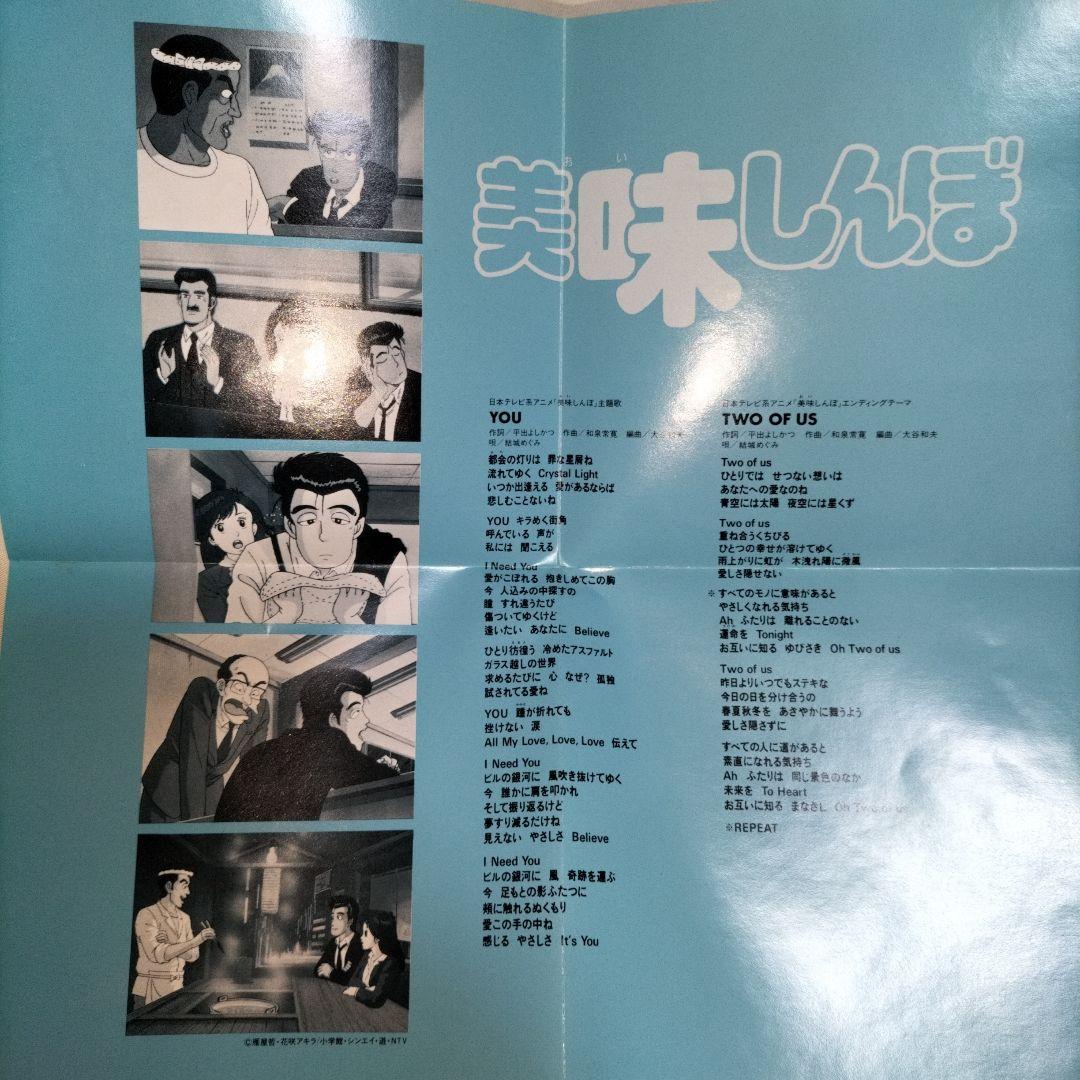 美味しんぼ
おい
日本テレビ系アニメ「美味しんぼ」主題歌
YOU
作詞／平出よしかつ 作曲／和泉常寛 編曲／大谷和夫
唄／結城めぐみ
都会の灯りは 罪な星屑ね
流れてゆく Crystal Light
いつか出逢える 愛があるならば
悲しむことないね
YOU キラめく街角
呼んでいる 声が
私には 聞こえる
I Need You
愛がこぼれる 抱きしめてこの胸
今 人込みの中探すの
瞳 すれ違うたび
傷ついてゆくけど
逢いたい あなたに Believe
ひとり彷徨う 冷めたアスファルト
ガラス越しの世界
求めるたびに 心 なぜ? 孤独
試されてる愛ね
YOU 踵が折れても
挫けない 涙
All My Love, Love, Love 伝えて
I Need You
ビルの銀河に 風吹き抜けてゆく
今 誰かに肩を叩かれ
そして振り返るけど
夢すり減るだけね
見えない やさしさ Believe
I Need You
ビルの銀河に 風 奇跡を運ぶ
今 足もとの影ふたつに
頬に触れるぬくもり
愛この手の中ね
感じる やさしさ It's You
日本テレビ系アニメ「美味しんぼ」エンディングテーマ
TWO OF US
作詞／平出よしかつ 作曲／和泉常寛 編曲／大谷和夫
唄／結城めぐみ
Two of us
ひとりでは せつない想いは
あなたへの愛なのね
青空には太陽 夜空には星くず
Two of us
重ね合うくちびる
ひとつの幸せが溶けてゆく
雨上がりに虹が 木洩れ陽に微風
愛しさ隠せない
※すべてのモノに意味があると
やさしくなれる気持ち
Ah ふたりは 離れることのない
運命を Tonight
お互いに知る ゆびさき Oh Two of us
Two of us
昨日よりいつでもステキな
今日の日を分け合うの
春夏秋冬を あざやかに舞うよう
愛しさ隠さずに
すべての人に道があると
素直になれる気持ち
Ah ふたりは 同じ景色のなか
未来を To Heart
お互いに知る まなざし Oh Two of us
※REPEAT
©雁屋哲・花咲アキラ/小学館・シンエイ・道・NTV